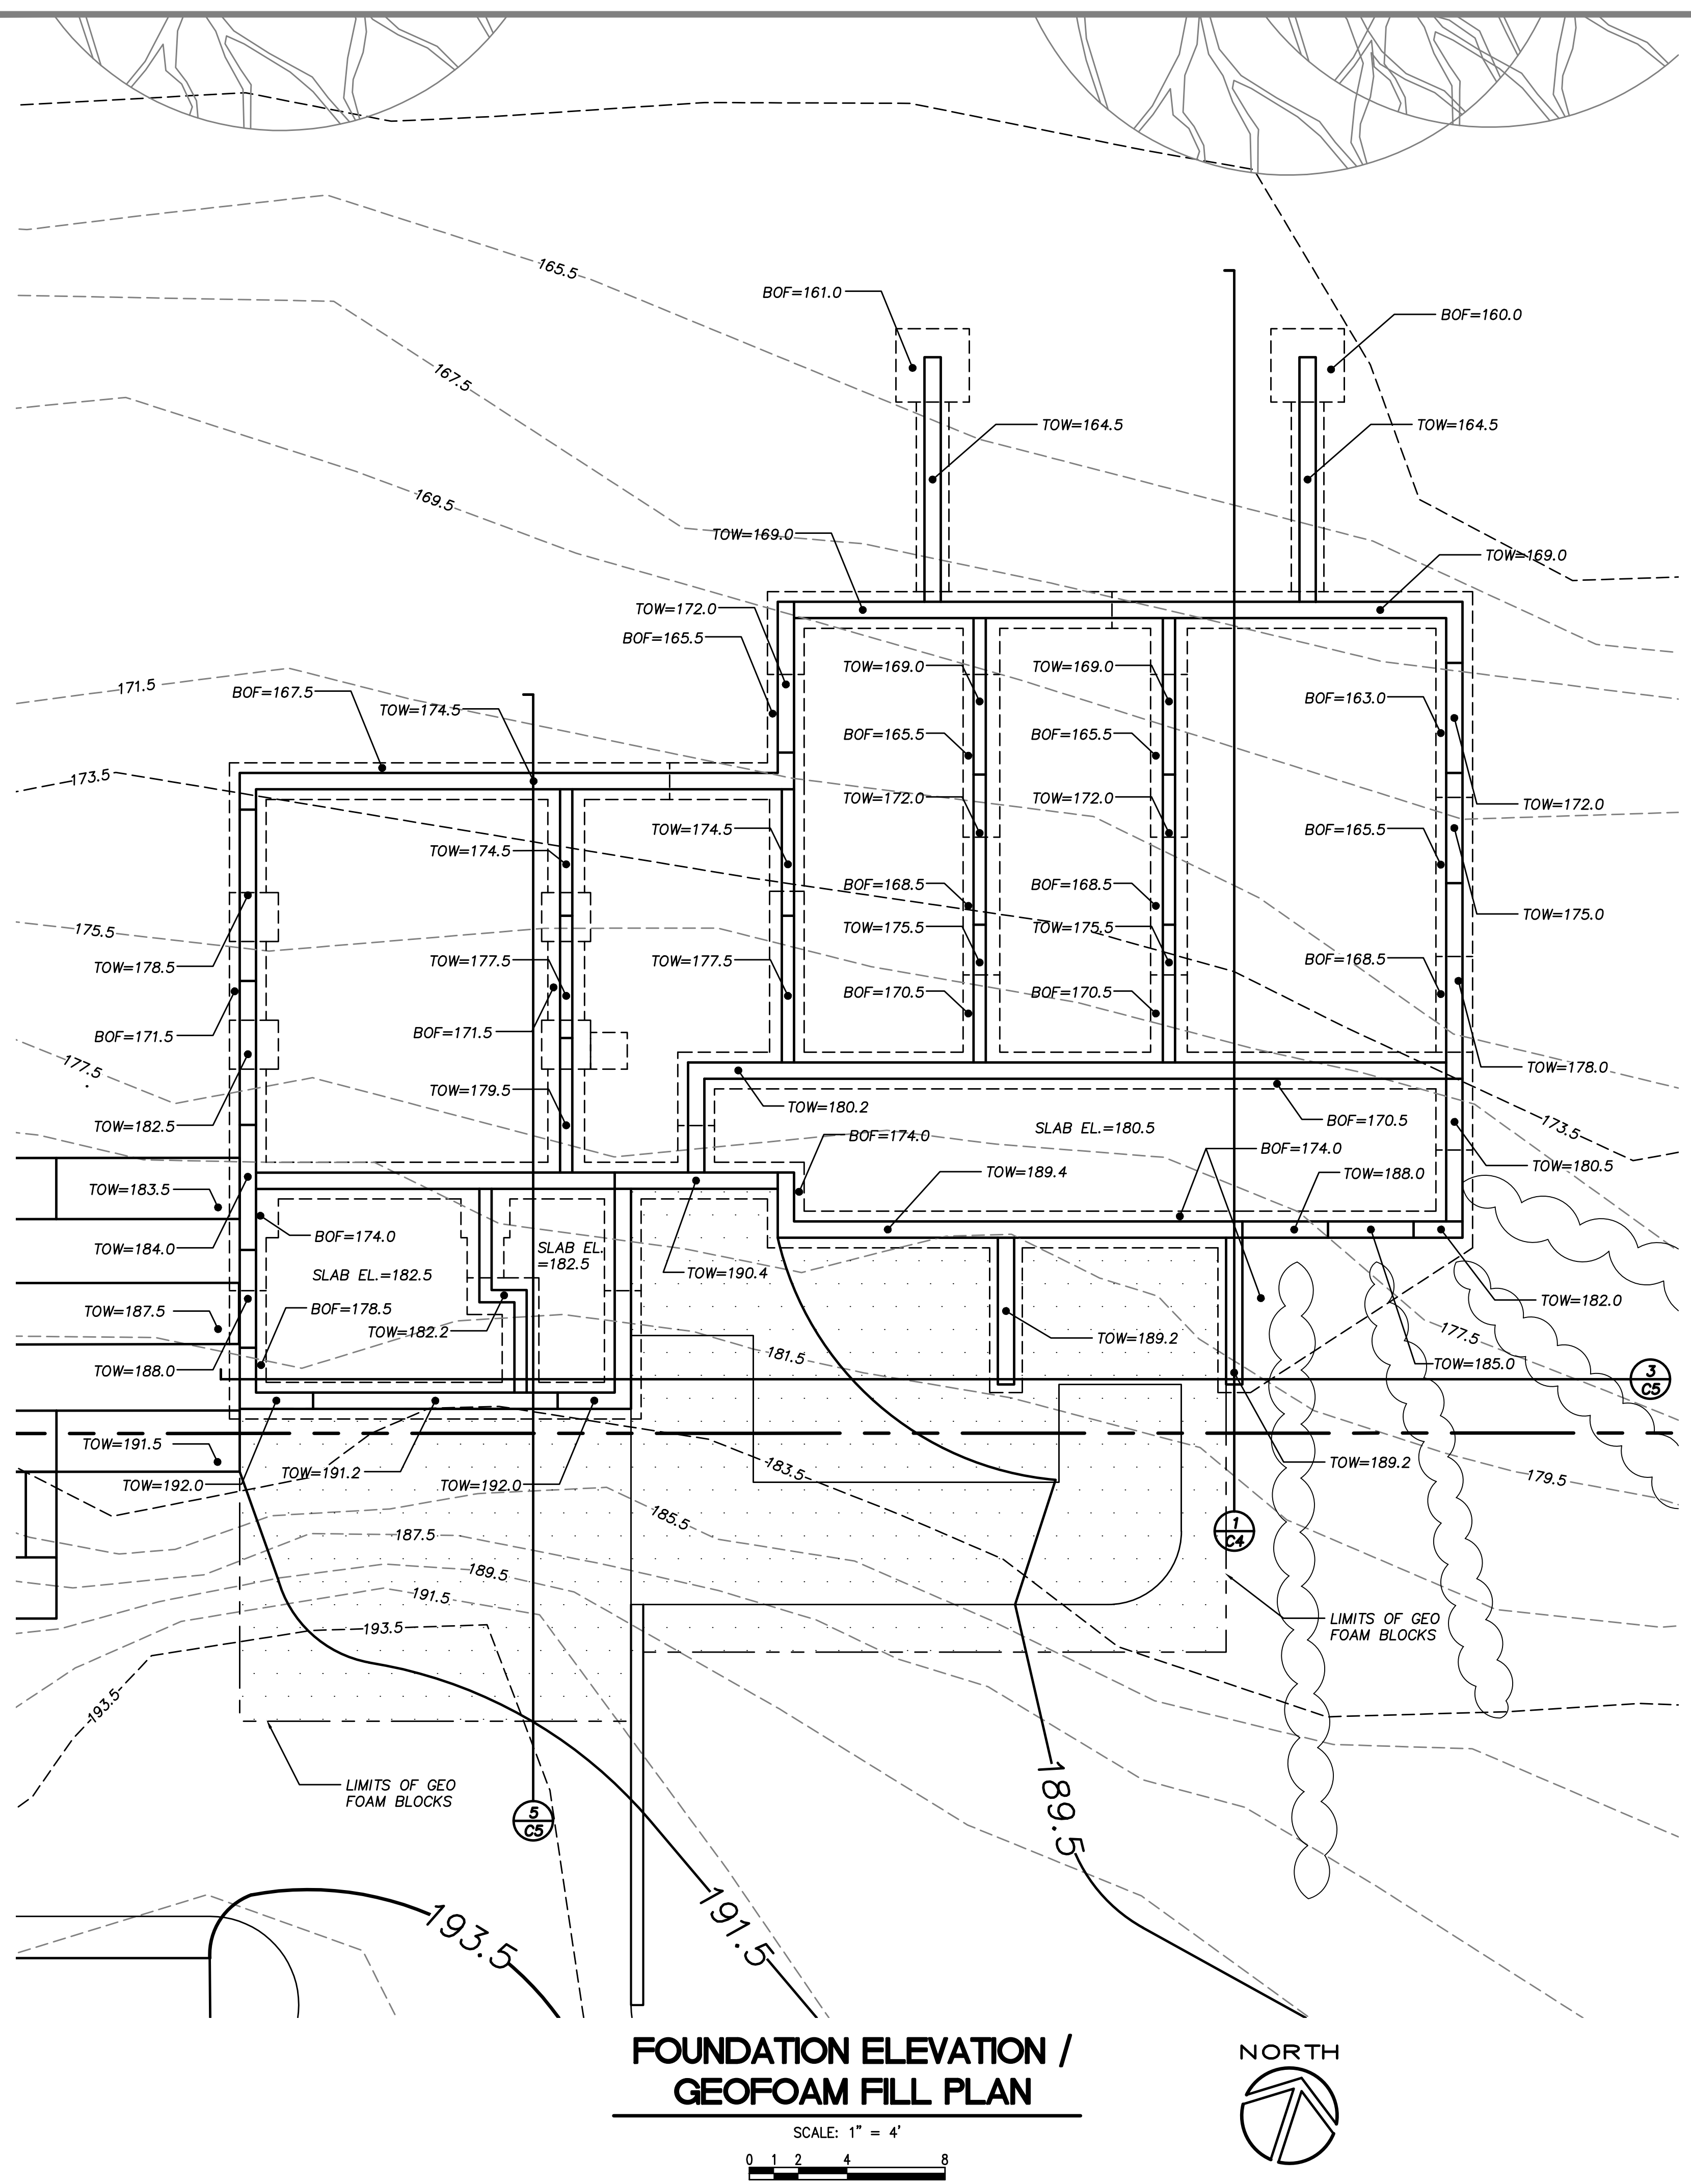 165.5
BOF=161.0
BOF=160.0
167.5
TOW=164.5
TOW=164.5
169.5
TOW=169.0
TOW=169.0
TOW=172.0
BOF=165.5
TOW=169.0
TOW=169.0
171.5
BOF=167.5
BOF=163.0
TOW=174.5
BOF=165.5
BOF=165.5
173.5
TOW=172.0
TOW=172.0
TOW=172.0
TOW=174.5
BOF=165.5
TOW=174.5
BOF=168.5
BOF=168.5
TOW=175.0
175.5
TOW=175.5
TOW=175.5
TOW=178.5
TOW=177.5
TOW=177.5
BOF=168.5
BOF=170.5
BOF=170.5
BOF=171.5
BOF=171.5
177.5
TOW=178.0
TOW=179.5
TOW=180.2
BOF=170.5
TOW=182.5
SLAB EL.=180.5
BOF=174.0
173.5
BOF=174.0
TOW=180.5
TOW=189.4
TOW=188.0
TOW=183.5
BOF=174.0
TOW=184.0
SLAB EL.
=182.5
SLAB EL.=182.5
TOW=190.4
TOW=187.5
BOF=178.5
TOW=182.0
TOW=182.2
TOW=189.2
177.5
181.5
TOW=185.0
TOW=188.0
3
C5
TOW=191.5
TOW=191.2
183.5
TOW=189.2
179.5
TOW=192.0
TOW=192.0
185.5
1
C4
187.5
189.5
191.5
193.5
LIMITS OF GEO
FOAM BLOCKS
193.5
LIMITS OF GEO
FOAM BLOCKS
5
C5
189.5
191.5
193.5
FOUNDATION ELEVATION /
GEOFOAM FILL PLAN
SCALE: 1" = 4'
0 1 2 4 8
NORTH